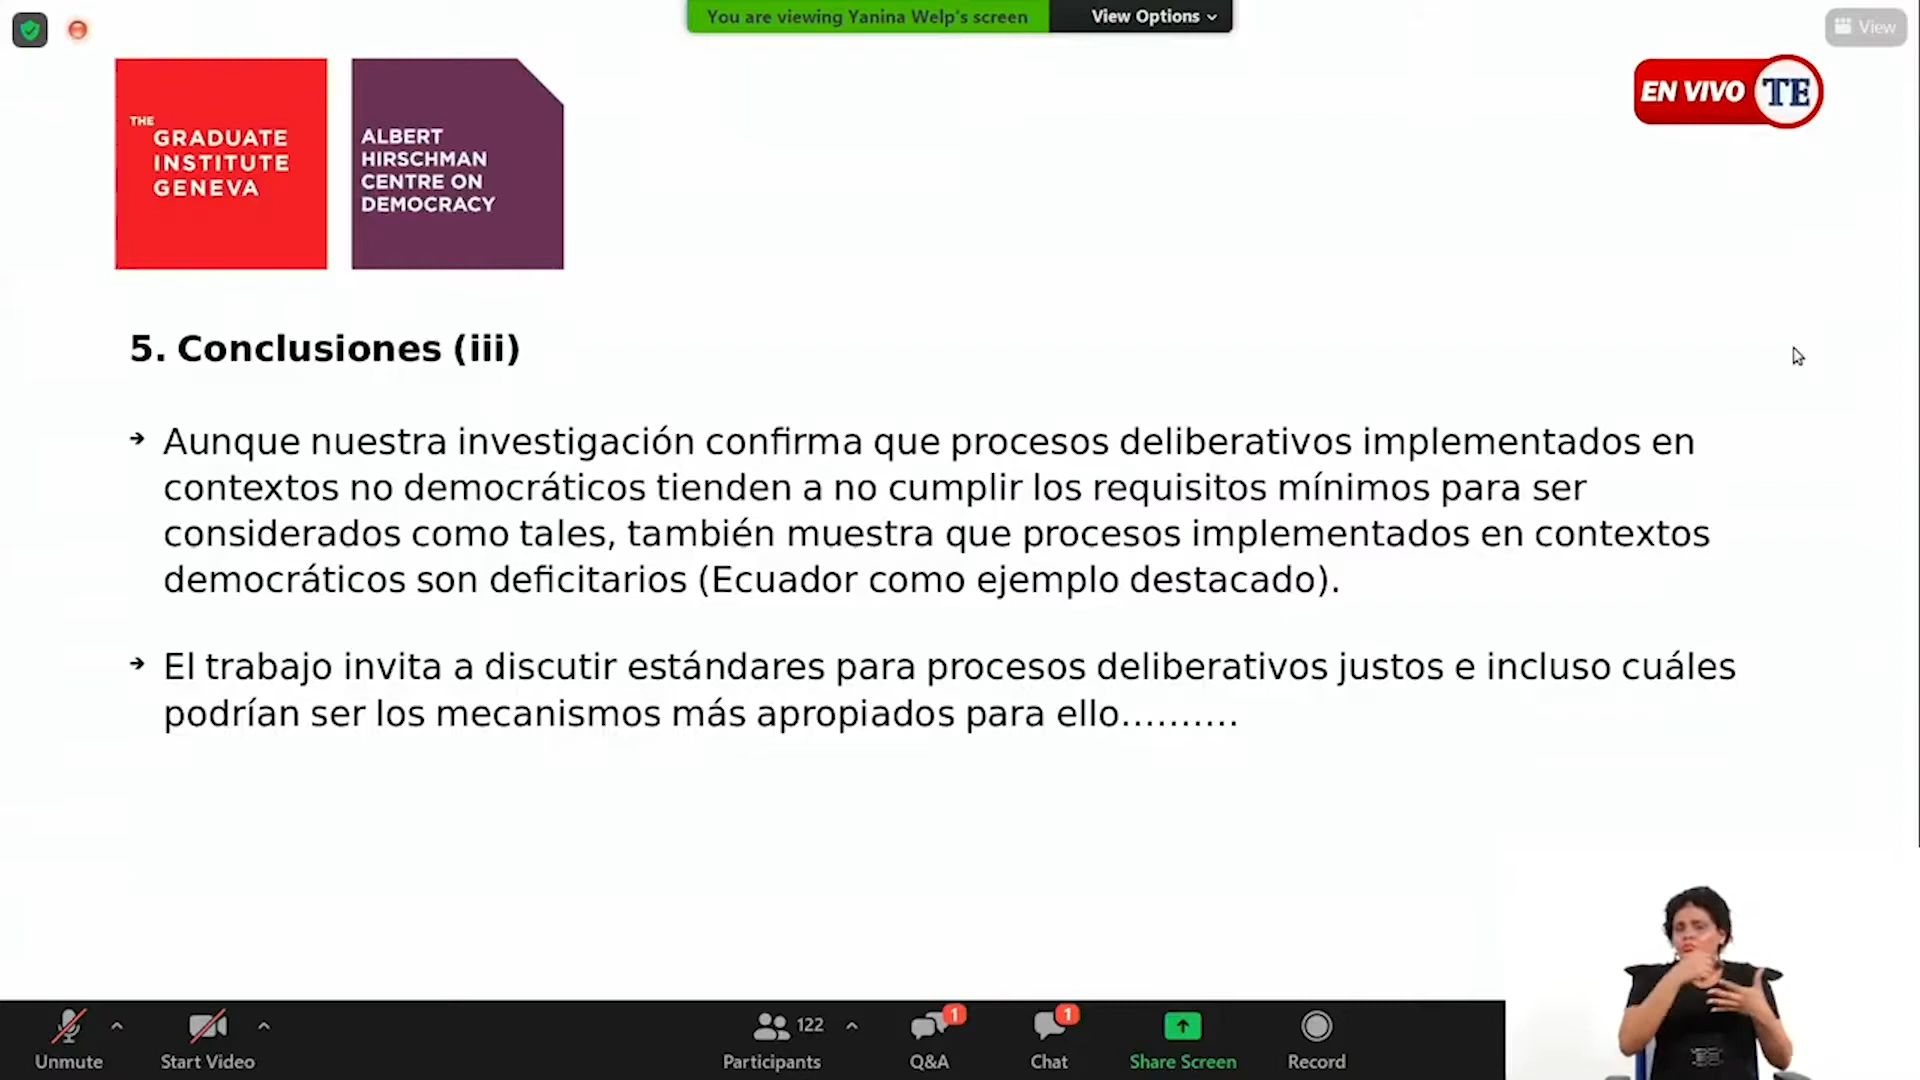 You are viewing Yanina Welp's screen
View Options
View
THE
GRADUATE
INSTITUTE
GENEVA
ALBERT
HIRSCHMAN
CENTRE ON
DEMOCRACY
EN VIVO TE
5. Conclusiones (iii)
➔ Aunque nuestra investigación confirma que procesos deliberativos implementados en
contextos no democráticos tienden a no cumplir los requisitos mínimos para ser
considerados como tales, también muestra que procesos implementados en contextos
democráticos son deficitarios (Ecuador como ejemplo destacado).
➔ El trabajo invita a discutir estándares para procesos deliberativos justos e incluso cuáles
podrían ser los mecanismos más apropiados para ello..........
Unmute
Start Video
122
Participants
1
Q&A
1
Chat
Share Screen
Record